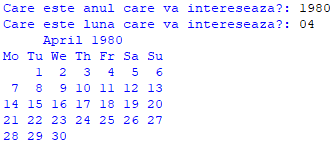 Care este anul care va intereseaza?: 1980
Care este luna care va intereseaza?: 04
     April 1980
Mo Tu We Th Fr Sa Su
    1  2  3  4  5  6
 7  8  9 10 11 12 13
14 15 16 17 18 19 20
21 22 23 24 25 26 27
28 29 30